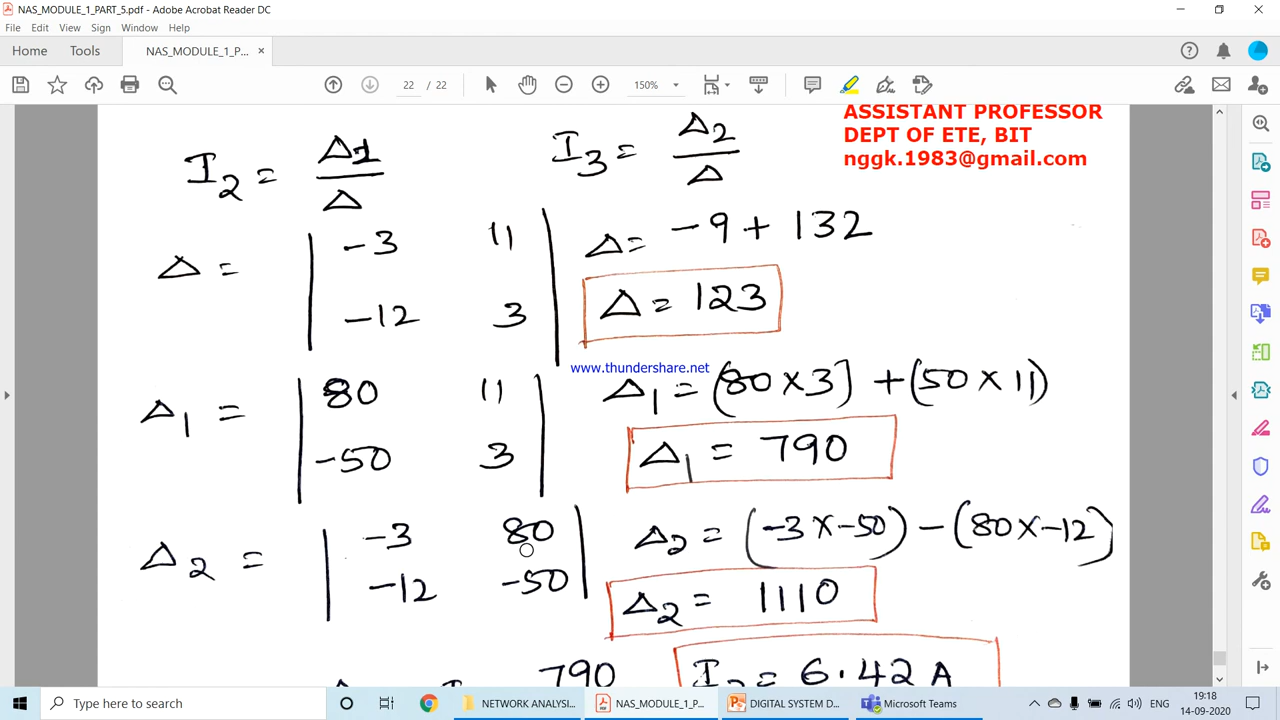 NAS_MODULE_1_PART_5.pdf - Adobe Acrobat Reader DC
File Edit View Sign Window Help
Home Tools NAS_MODULE_1_P... ×
22 / 22 150%
ASSISTANT PROFESSOR
DEPT OF ETE, BIT
nggk.1983@gmail.com
I2 = Δ1/Δ I3 = Δ2/Δ
Δ = | -3 11 | Δ = -9 + 132
| -12 3 | Δ = 123
www.thundershare.net
Δ1 = | 80 11 | Δ1 = (80 × 3) + (50 × 11)
| -50 3 | Δ1 = 790
Δ2 = | -3 80 | Δ2 = (-3 × -50) - (80 × -12)
| -12 -50 | Δ2 = 1110
790 = 6.42 A
Type here to search NETWORK ANALYSI... NAS_MODULE_1_P... DIGITAL SYSTEM D... Microsoft Teams
19:18
14-09-2020